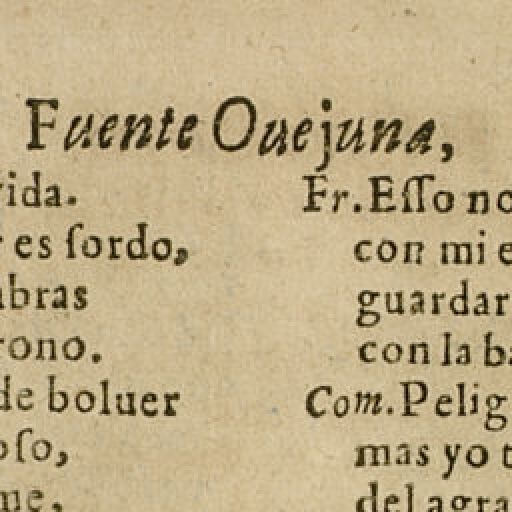 Fuente Ouejuna,
vida.
es ſordo,
abras
rono.
de boluer
oſo,
me,
Fr. Eſſo no
con mi e
guardar
con la ba
Com. Pelig
mas yo t
del agra